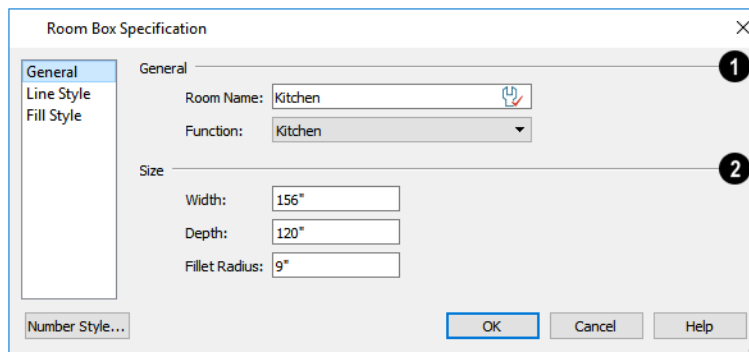 Room Box Specification
General
Line Style
Fill Style
General
1
Room Name: Kitchen
Function: Kitchen
Size
2
Width: 156"
Depth: 120"
Fillet Radius: 9"
Number Style...
OK
Cancel
Help